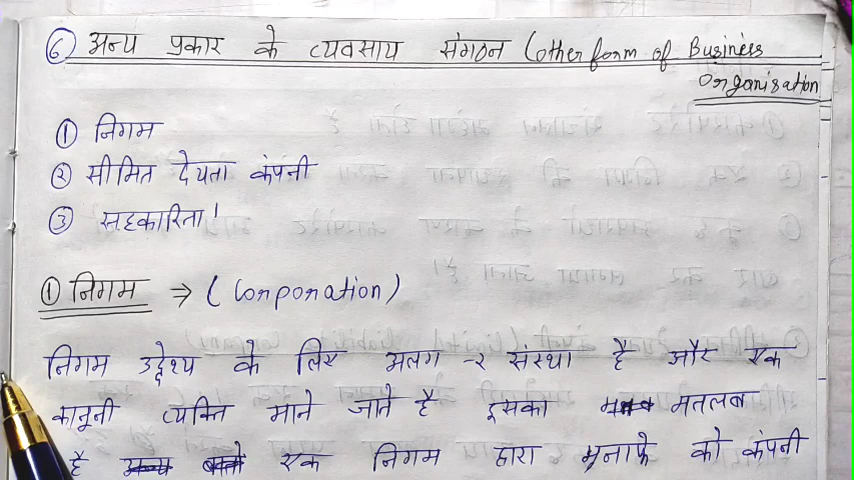 ⑥ अन्य प्रकार के व्यवसाय संगठन (other form of Business
Organisation
① निगम
② सीमित देयता कंपनी
③ सहकारिता।
① निगम → (Corporation)
निगम उद्देश्य के लिए अलग -२ संस्था है और एक
कानूनी व्यक्ति माने जाते है इसका मतलब
है एक निगम द्वारा मुनाफे को कंपनी